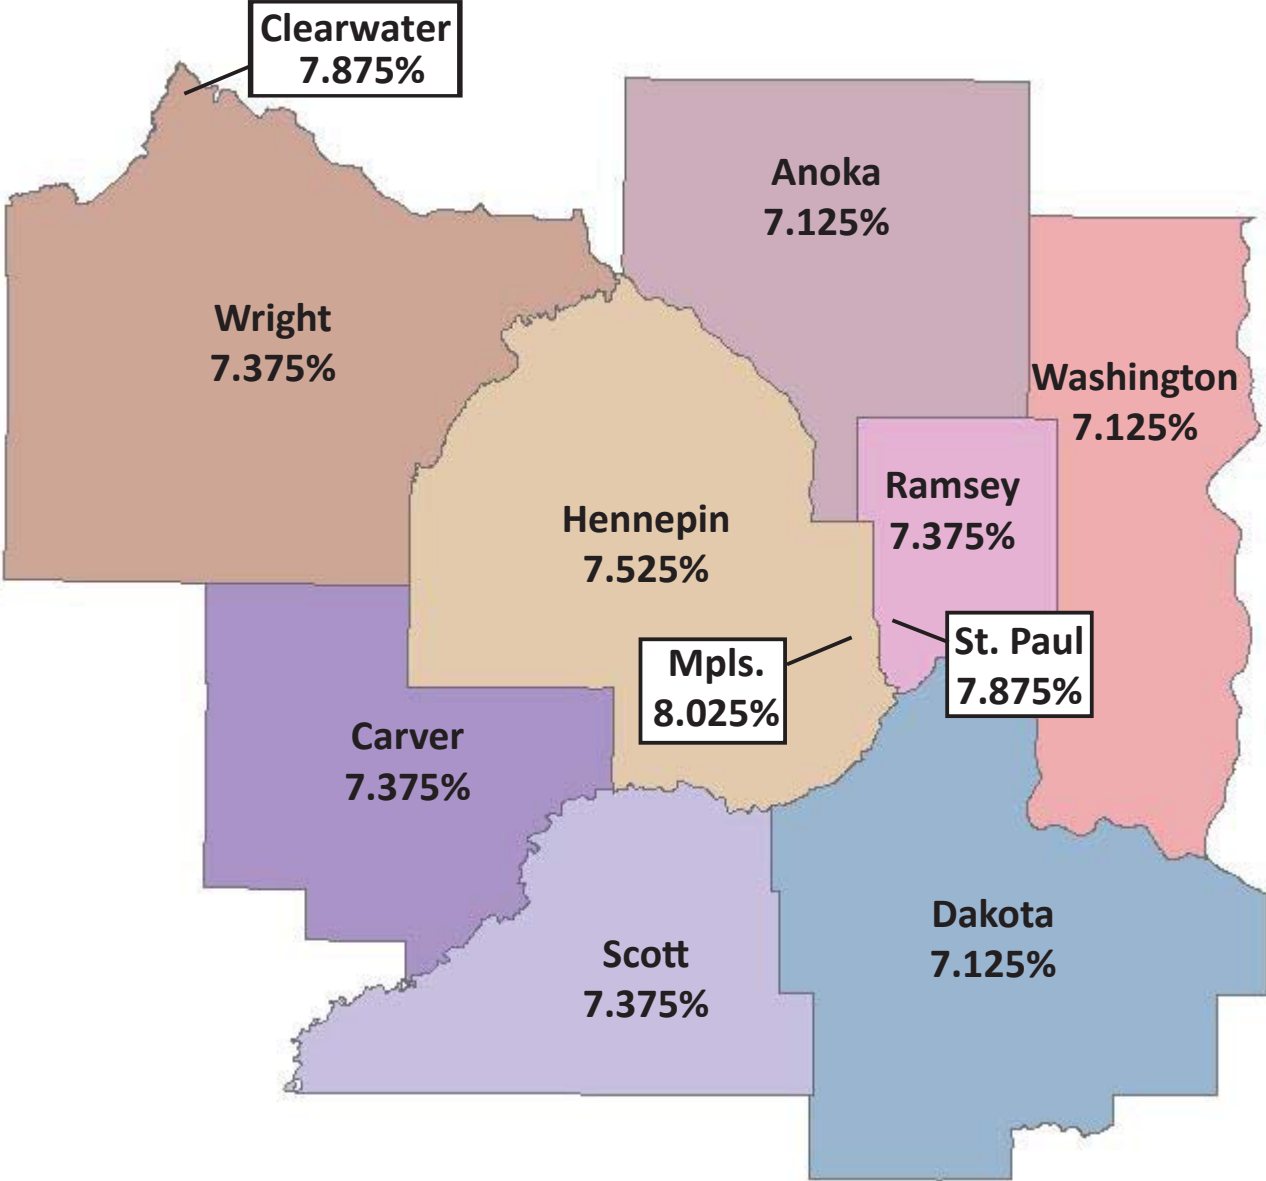 Clearwater
7.875%
Anoka
7.125%
Wright
7.375%
Washington
7.125%
Ramsey
7.375%
Hennepin
7.525%
St. Paul
7.875%
Mpls.
8.025%
Carver
7.375%
Dakota
7.125%
Scott
7.375%